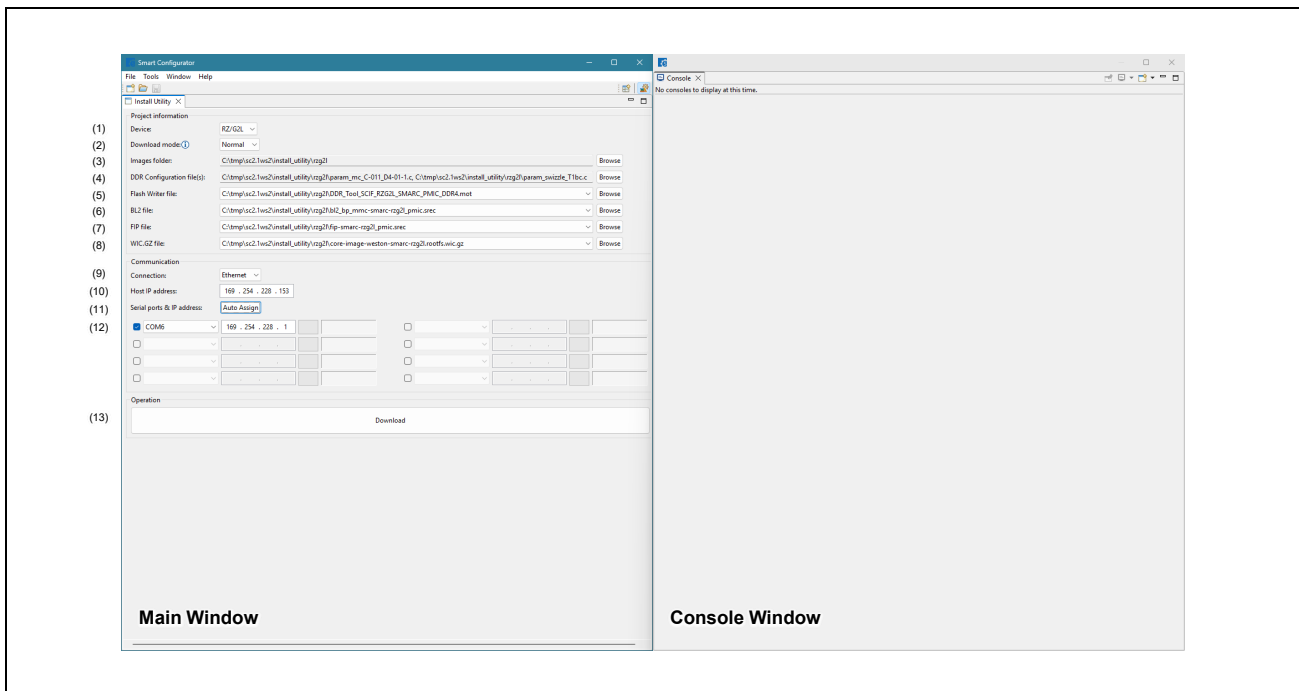 Smart Configurator
File Tools Window Help
Install Utility
Project information
(1) Device: RZ/G2L
(2) Download mode: Normal
(3) Images folder: C:\tmp\sc2.1ws2\install_utility\rzg2l Browse
(4) DDR Configuration file(s): C:\tmp\sc2.1ws2\install_utility\rzg2l\param_mc_C-011_D4-01-1.c, C:\tmp\sc2.1ws2\install_utility\rzg2l\param_swizzle_T1bc.c Browse
(5) Flash Writer file: C:\tmp\sc2.1ws2\install_utility\rzg2l\DDR_Tool_SCIF_RZG2L_SMARC_PMIC_DDR4.mot Browse
(6) BL2 file: C:\tmp\sc2.1ws2\install_utility\rzg2l\bl2_bp_mmc-smarc-rzg2l_pmic.srec Browse
(7) FIP file: C:\tmp\sc2.1ws2\install_utility\rzg2l\fip-smarc-rzg2l_pmic.srec Browse
(8) WIC.GZ file: C:\tmp\sc2.1ws2\install_utility\rzg2l\core-image-weston-smarc-rzg2l.rootfs.wic.gz Browse
Communication
(9) Connection: Ethernet
(10) Host IP address: 169 . 254 . 228 . 153
(11) Serial ports & IP address: Auto Assign
(12) COM6 169 . 254 . 228 . 1
Operation
(13) Download
Main Window
Console
No consoles to display at this time.
Console Window